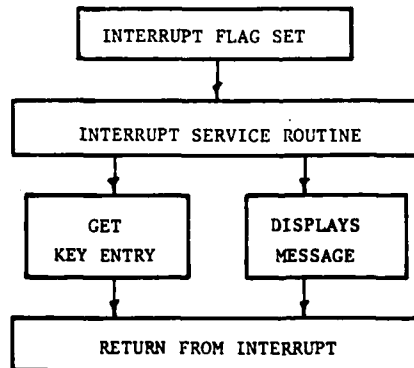 INTERRUPT FLAG SET
INTERRUPT SERVICE ROUTINE
GET
KEY ENTRY
DISPLAYS
MESSAGE
RETURN FROM INTERRUPT